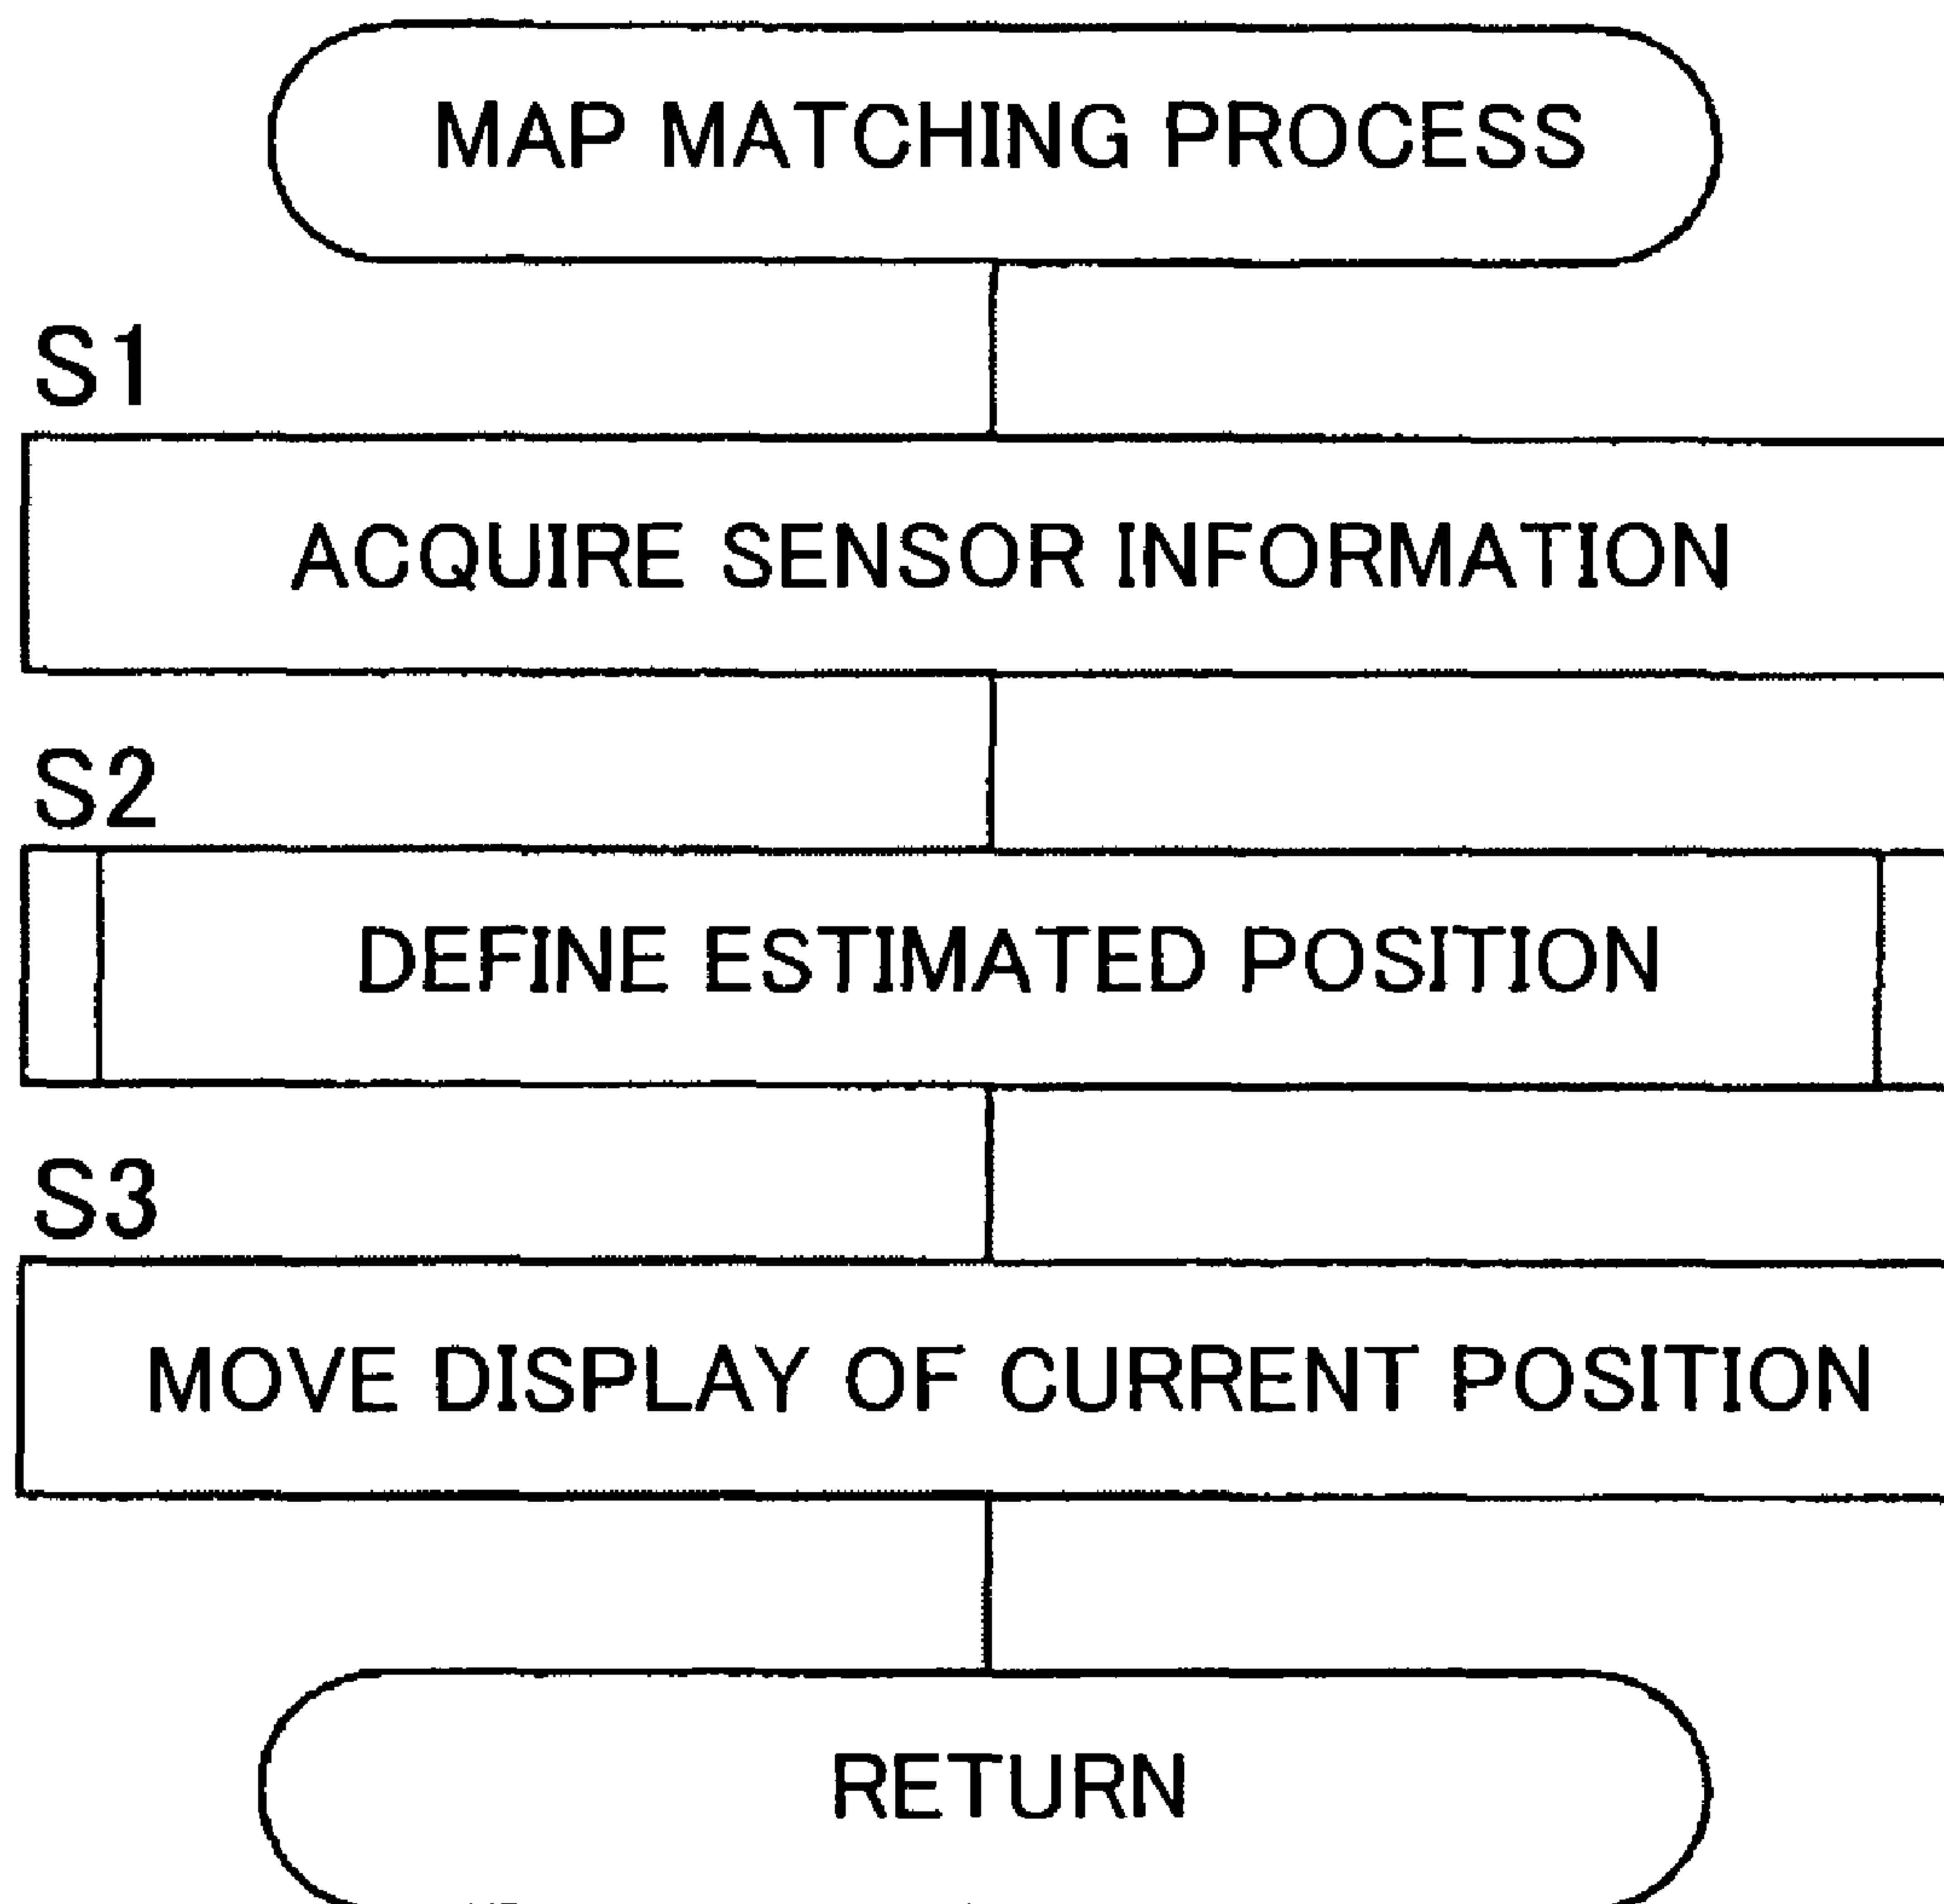 MAP MATCHING PROCESS
S1
ACQUIRE SENSOR INFORMATION
S2
DEFINE ESTIMATED POSITION
S3
MOVE DISPLAY OF CURRENT POSITION
RETURN